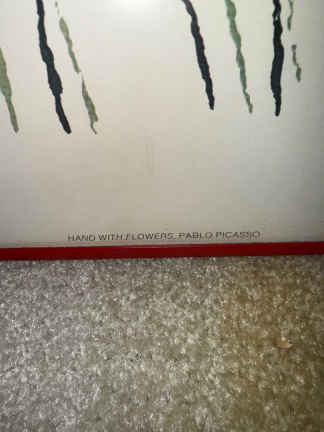 HAND WITH FLOWERS, PABLO PICASSO